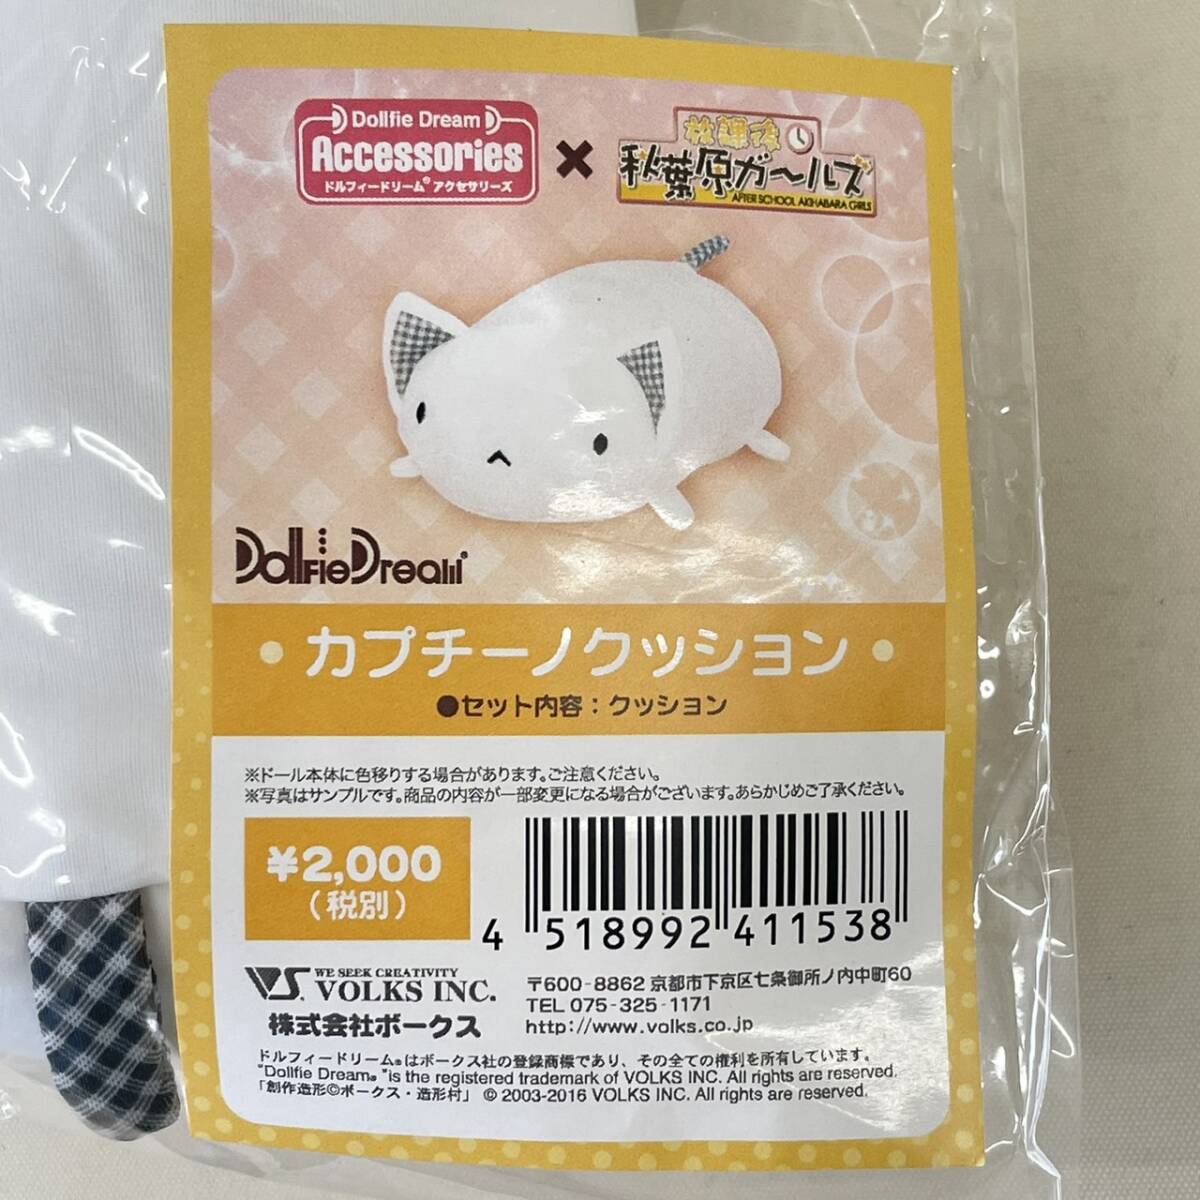 Dollfie Dream
Accessories
ドルフィードリーム®アクセサリーズ
×
放課後
秋葉原ガールズ
AFTER SCHOOL AKIHABARA GIRLS
DollfieDream®
・カプチーノクッション・
●セット内容：クッション
※ドール本体に色移りする場合があります。ご注意ください。
※写真はサンプルです。商品の内容が一部変更になる場合がございます。あらかじめご了承ください。
¥2,000
(税別)
4 518992 411538
VS. WE SEEK CREATIVITY
VOLKS INC.
株式会社ボークス
〒600-8862 京都市下京区七条御所ノ内中町60
TEL 075-325-1171
http://www.volks.co.jp
ドルフィードリーム®はボークス社の登録商標であり、その全ての権利を所有しています。
"Dollfie Dream® "is the registered trademark of VOLKS INC. All rights are reserved.
「創作造形©ボークス・造形村」 © 2003-2016 VOLKS INC. All rights are reserved.